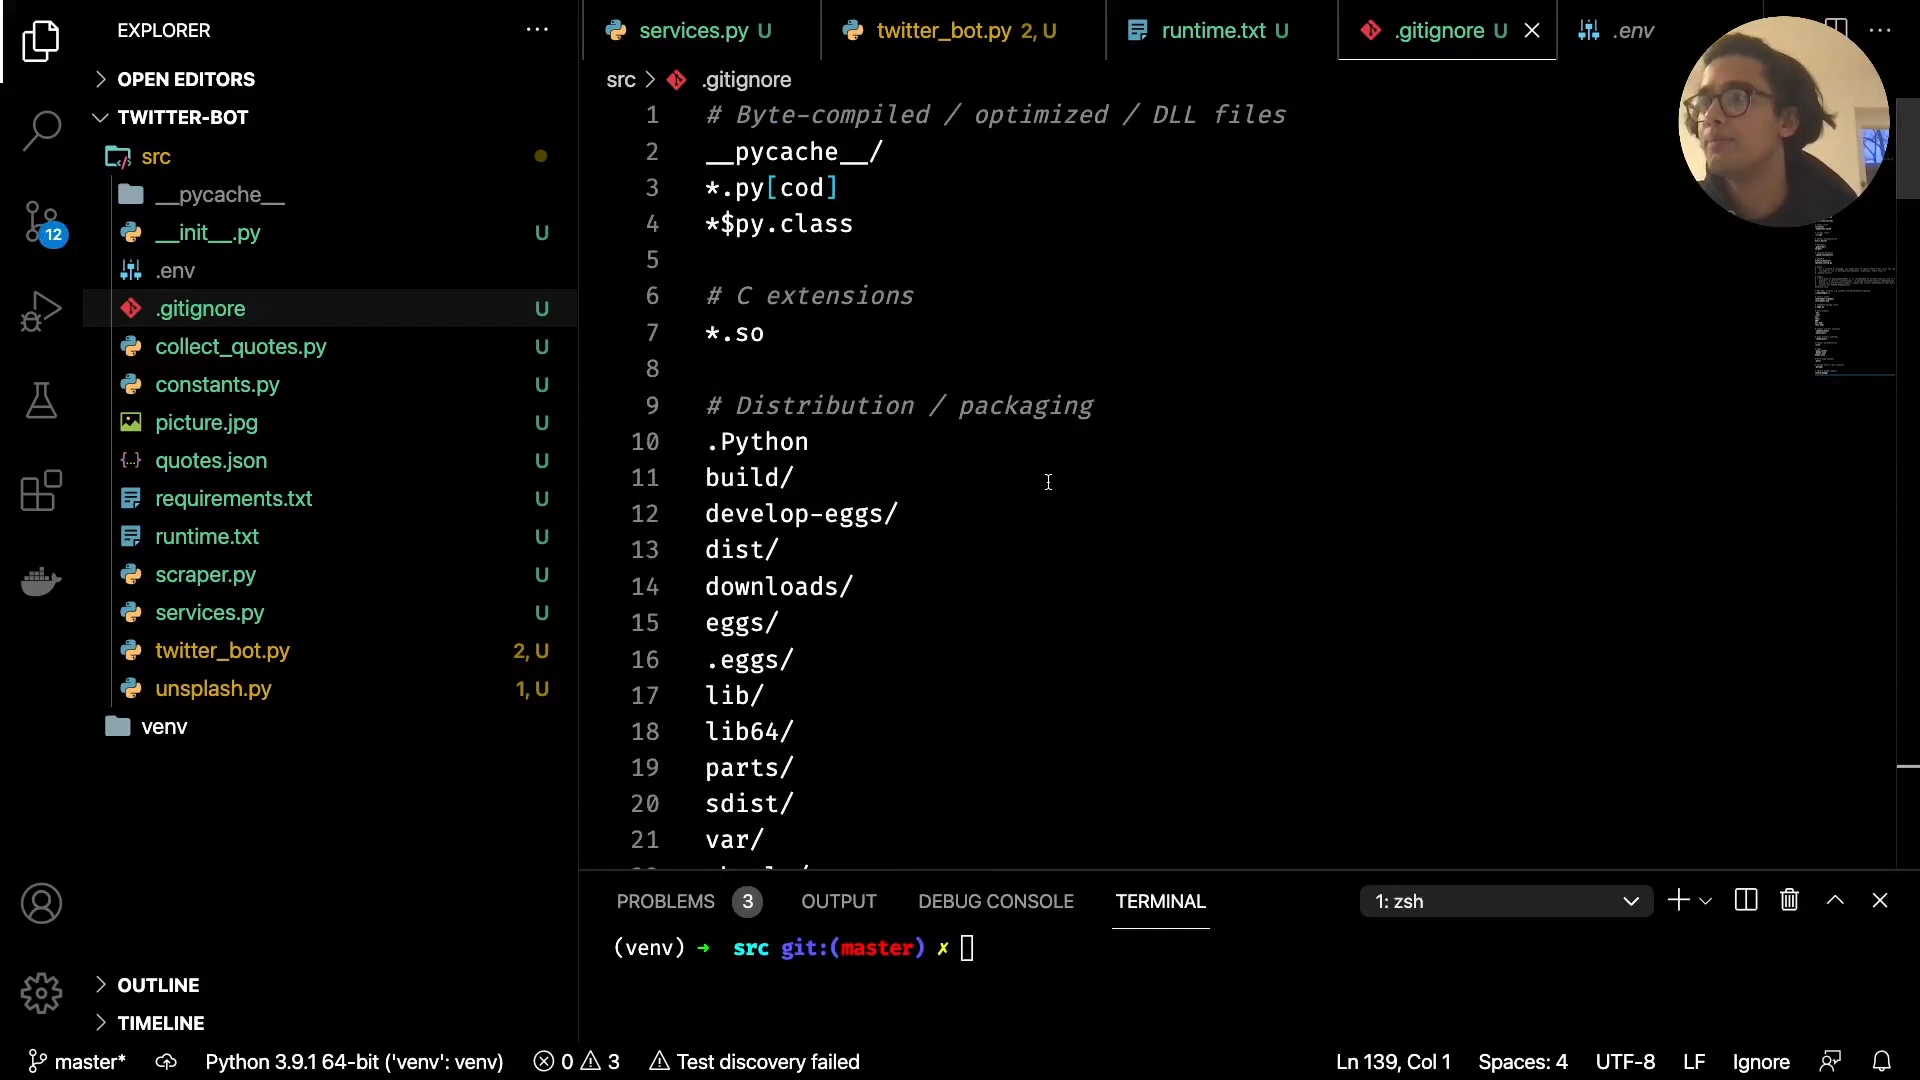 EXPLORER
OPEN EDITORS
TWITTER-BOT
src
__pycache__
__init__.py U
.env
.gitignore U
collect_quotes.py U
constants.py U
picture.jpg U
quotes.json U
requirements.txt U
runtime.txt U
scraper.py U
services.py U
twitter_bot.py 2, U
unsplash.py 1, U
venv
OUTLINE
TIMELINE
12
services.py U twitter_bot.py 2, U runtime.txt U .gitignore U .env
src > .gitignore
1 # Byte-compiled / optimized / DLL files
2 __pycache__/
3 *.py[cod]
4 *$py.class
5
6 # C extensions
7 *.so
8
9 # Distribution / packaging
10 .Python
11 build/
12 develop-eggs/
13 dist/
14 downloads/
15 eggs/
16 .eggs/
17 lib/
18 lib64/
19 parts/
20 sdist/
21 var/
PROBLEMS 3 OUTPUT DEBUG CONSOLE TERMINAL 1: zsh
(venv) → src git:(master) ✗
master* Python 3.9.1 64-bit ('venv': venv) 0 3 Test discovery failed Ln 139, Col 1 Spaces: 4 UTF-8 LF Ignore